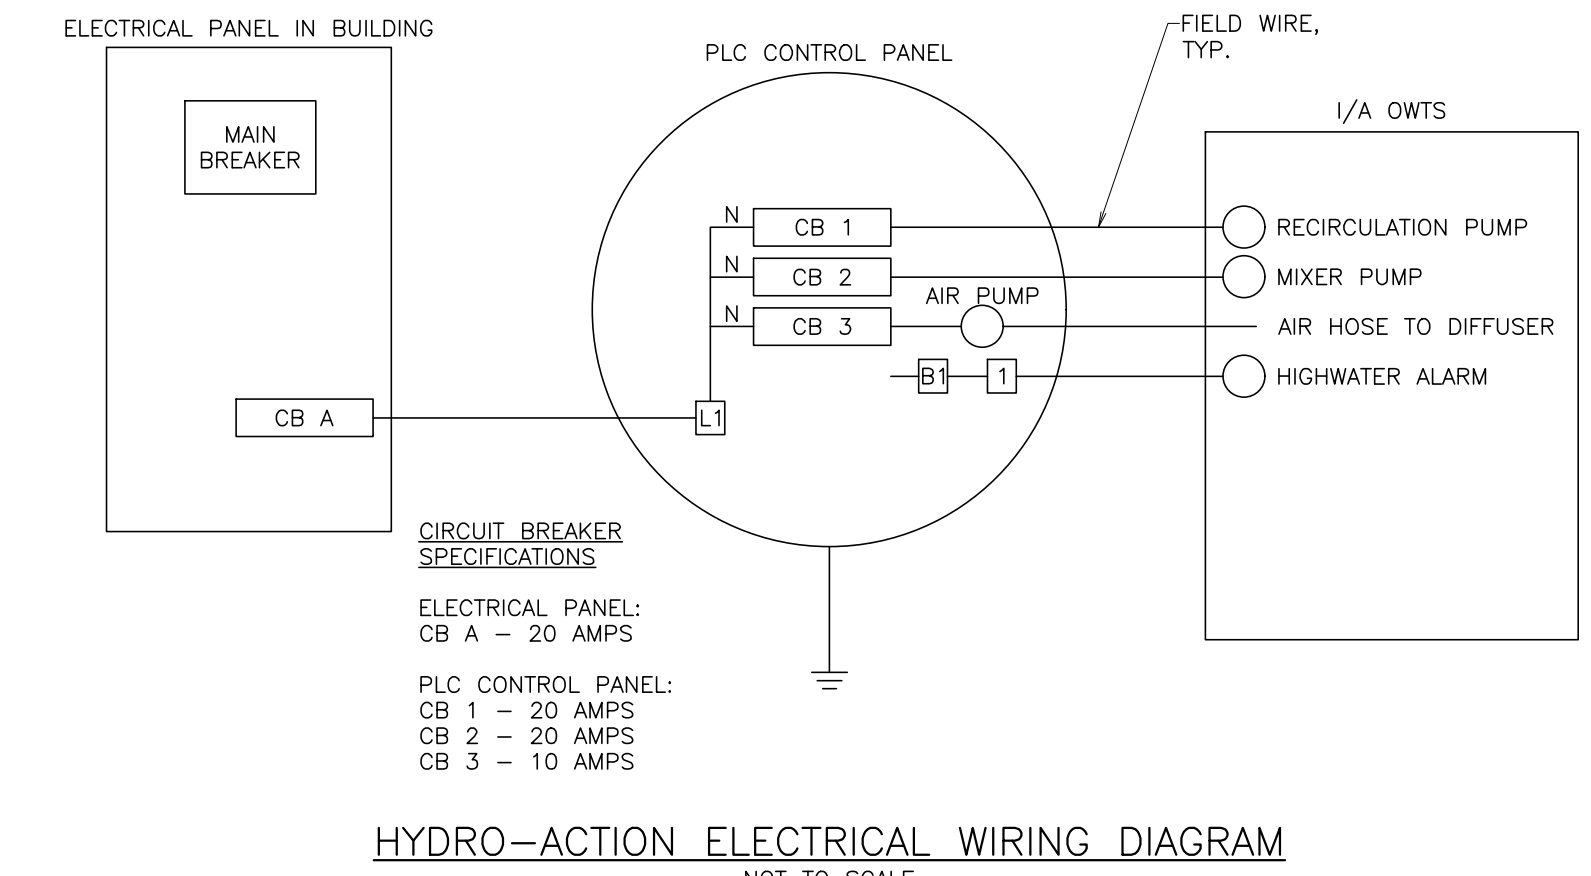 ELECTRICAL PANEL IN BUILDING
MAIN
BREAKER
CB A
PLC CONTROL PANEL
N
CB 1
N
CB 2
N
CB 3
AIR PUMP
B1
1
L1
FIELD WIRE,
TYP.
I/A OWTS
RECIRCULATION PUMP
MIXER PUMP
AIR HOSE TO DIFFUSER
HIGHWATER ALARM
CIRCUIT BREAKER
SPECIFICATIONS
ELECTRICAL PANEL:
CB A – 20 AMPS
PLC CONTROL PANEL:
CB 1 – 20 AMPS
CB 2 – 20 AMPS
CB 3 – 10 AMPS
HYDRO–ACTION ELECTRICAL WIRING DIAGRAM
NOT TO SCALE